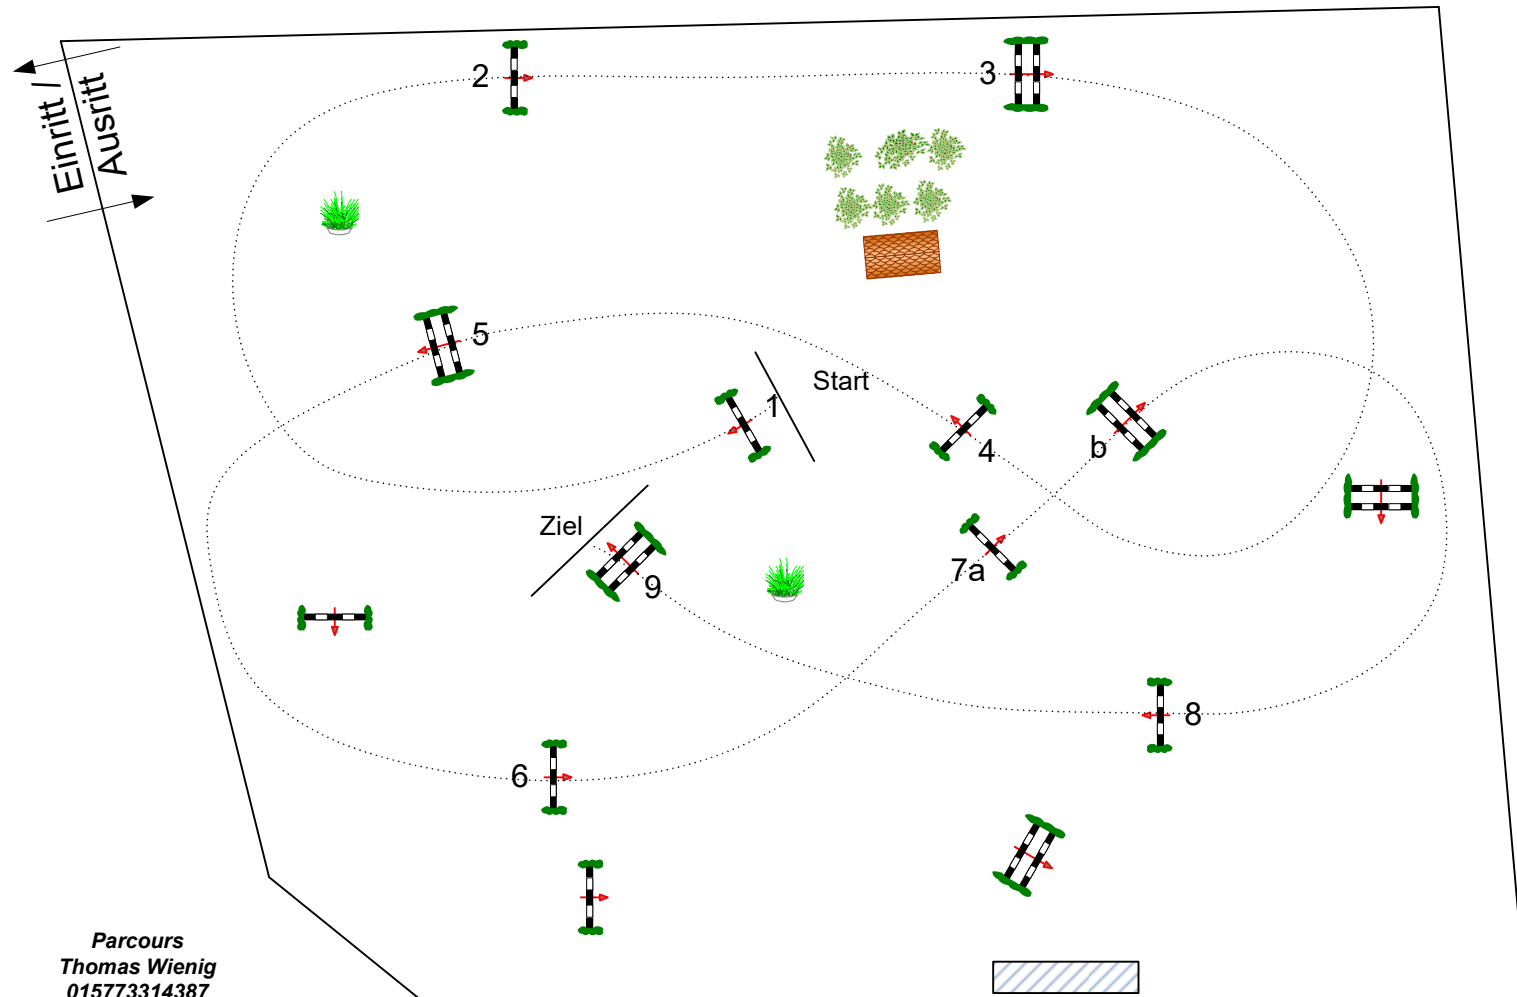 Einritt /
Ausritt
2
3
5
1
Start
4
b
Ziel
9
7a
8
6
Parcours
Thomas Wienig
015773314387